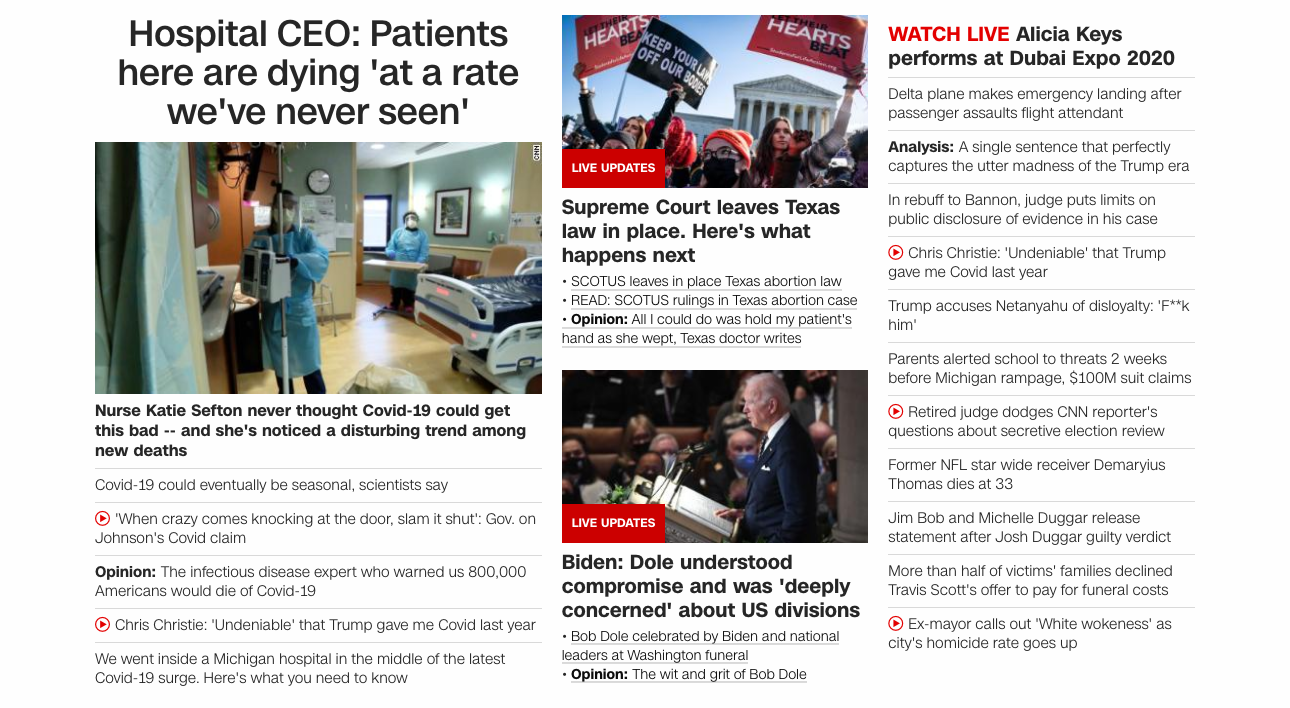 Hospital CEO: Patients
here are dying 'at a rate
we've never seen'
CNN
Nurse Katie Sefton never thought Covid-19 could get
this bad -- and she's noticed a disturbing trend among
new deaths
Covid-19 could eventually be seasonal, scientists say
'When crazy comes knocking at the door, slam it shut': Gov. on
Johnson's Covid claim
Opinion: The infectious disease expert who warned us 800,000
Americans would die of Covid-19
Chris Christie: 'Undeniable' that Trump gave me Covid last year
We went inside a Michigan hospital in the middle of the latest
Covid-19 surge. Here's what you need to know
LET THEIR
HEARTS
BEAT
KEEP YOUR LAWS
OFF OUR BODIES
LET THEIR
HEARTS
BEAT
LIVE UPDATES
Supreme Court leaves Texas
law in place. Here's what
happens next
• SCOTUS leaves in place Texas abortion law
• READ: SCOTUS rulings in Texas abortion case
• Opinion: All I could do was hold my patient's
hand as she wept, Texas doctor writes
LIVE UPDATES
Biden: Dole understood
compromise and was 'deeply
concerned' about US divisions
• Bob Dole celebrated by Biden and national
leaders at Washington funeral
• Opinion: The wit and grit of Bob Dole
WATCH LIVE Alicia Keys
performs at Dubai Expo 2020
Delta plane makes emergency landing after
passenger assaults flight attendant
Analysis: A single sentence that perfectly
captures the utter madness of the Trump era
In rebuff to Bannon, judge puts limits on
public disclosure of evidence in his case
Chris Christie: 'Undeniable' that Trump
gave me Covid last year
Trump accuses Netanyahu of disloyalty: 'F**k
him'
Parents alerted school to threats 2 weeks
before Michigan rampage, $100M suit claims
Retired judge dodges CNN reporter's
questions about secretive election review
Former NFL star wide receiver Demaryius
Thomas dies at 33
Jim Bob and Michelle Duggar release
statement after Josh Duggar guilty verdict
More than half of victims' families declined
Travis Scott's offer to pay for funeral costs
Ex-mayor calls out 'White wokeness' as
city's homicide rate goes up